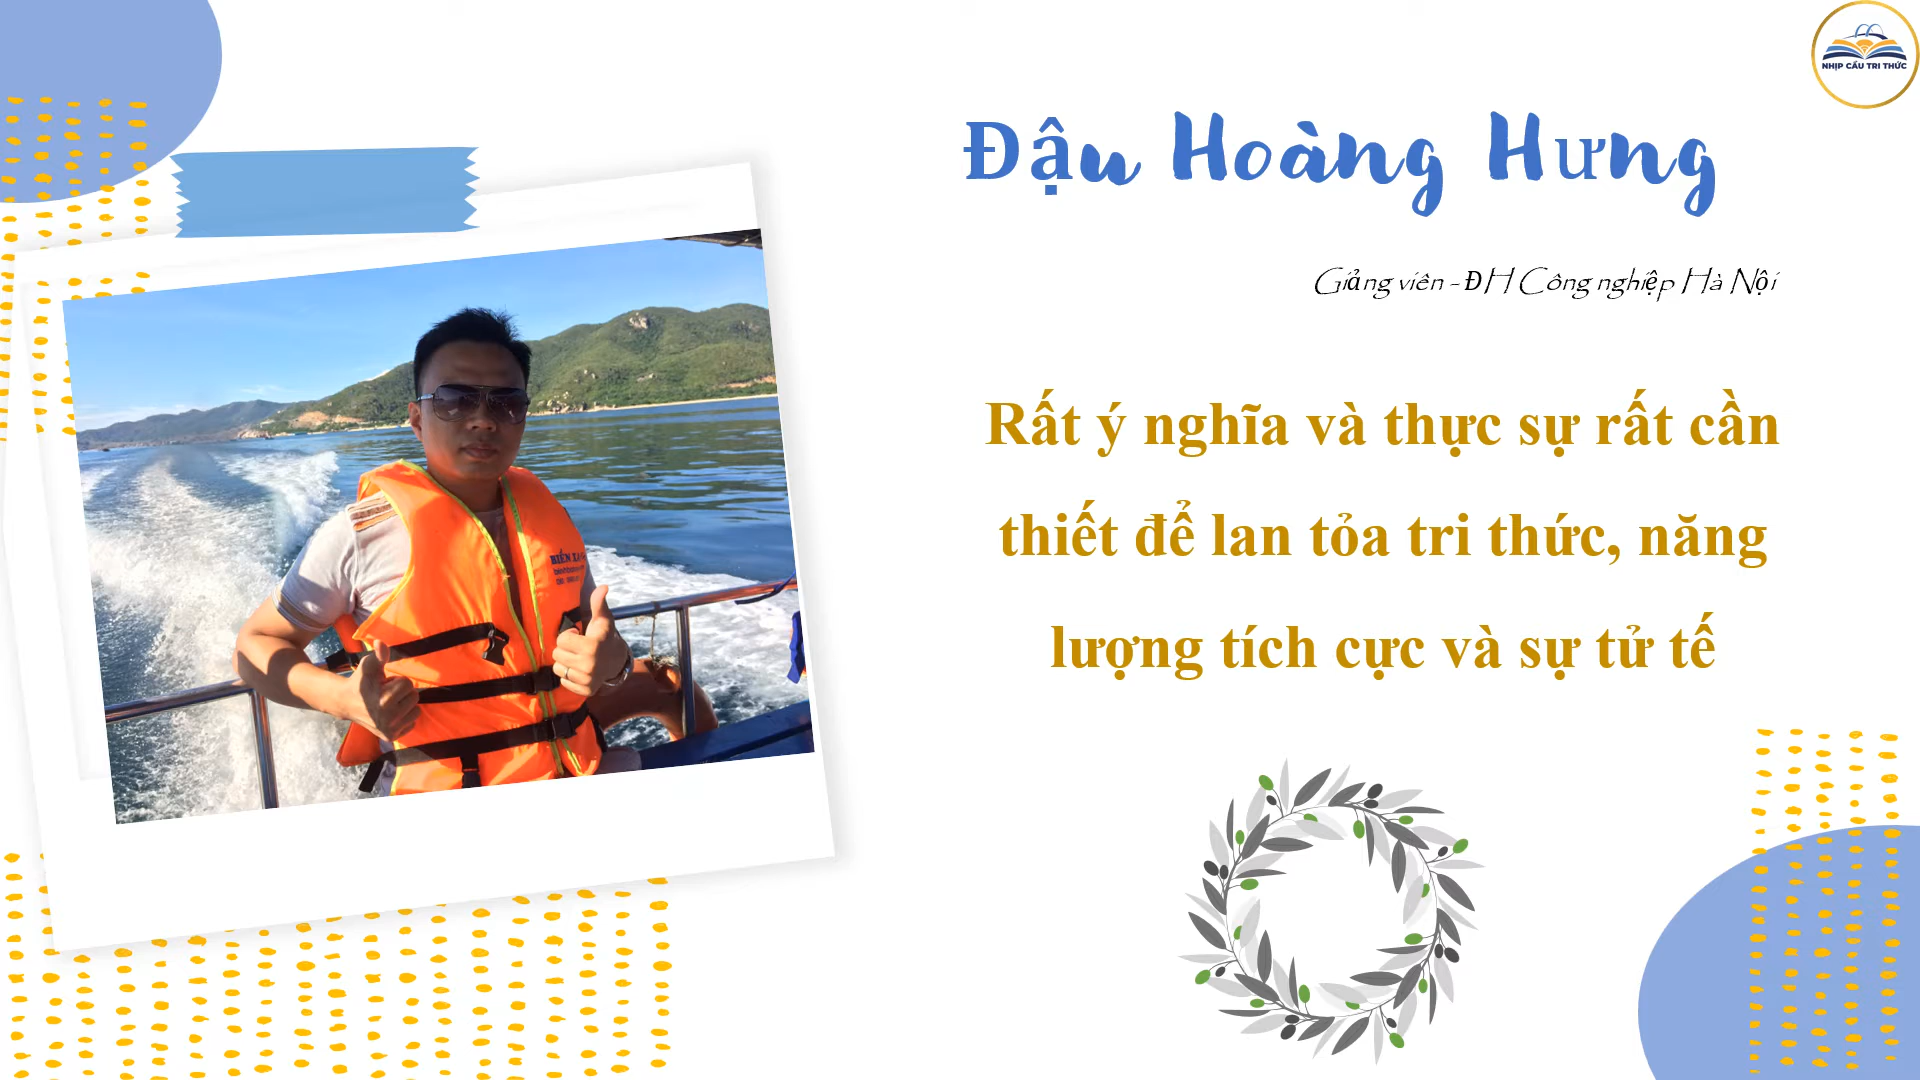 NHỊP CẦU TRI THỨC
Đậu Hoàng Hưng
Giảng viên - ĐH Công nghiệp Hà Nội
Rất ý nghĩa và thực sự rất cần
thiết để lan tỏa tri thức, năng
lượng tích cực và sự tử tế